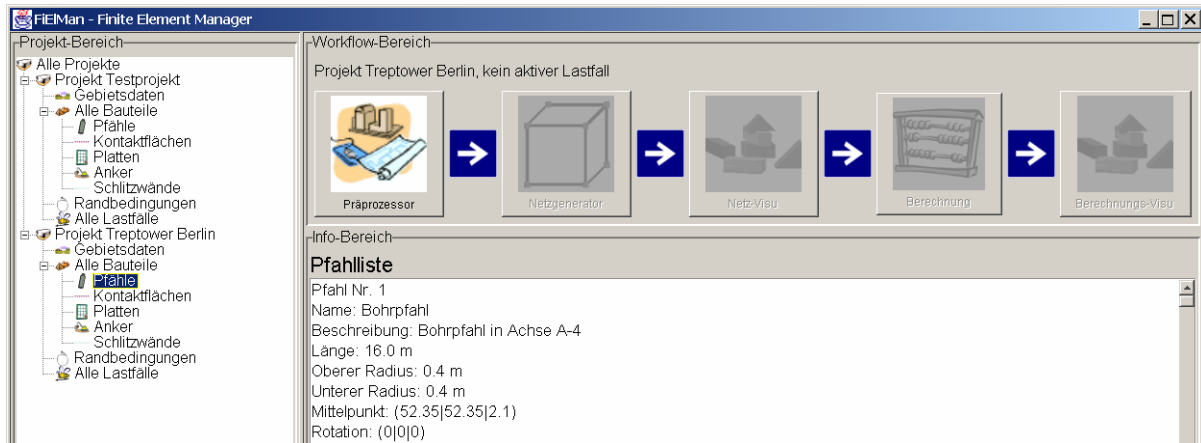 FiElMan - Finite Element Manager
Projekt-Bereich
Alle Projekte
Projekt Testprojekt
Gebietsdaten
Alle Bauteile
Pfähle
Kontaktflächen
Platten
Anker
Schlitzwände
Randbedingungen
Alle Lastfälle
Projekt Treptower Berlin
Gebietsdaten
Alle Bauteile
Pfähle
Kontaktflächen
Platten
Anker
Schlitzwände
Randbedingungen
Alle Lastfälle
Workflow-Bereich
Projekt Treptower Berlin, kein aktiver Lastfall
Präprozessor
Netzgenerator
Netz-Visu
Berechnung
Berechnungs-Visu
Info-Bereich
Pfahlliste
Pfahl Nr. 1
Name: Bohrpfahl
Beschreibung: Bohrpfahl in Achse A-4
Länge: 16.0 m
Oberer Radius: 0.4 m
Unterer Radius: 0.4 m
Mittelpunkt: (52.35|52.35|2.1)
Rotation: (0|0|0)